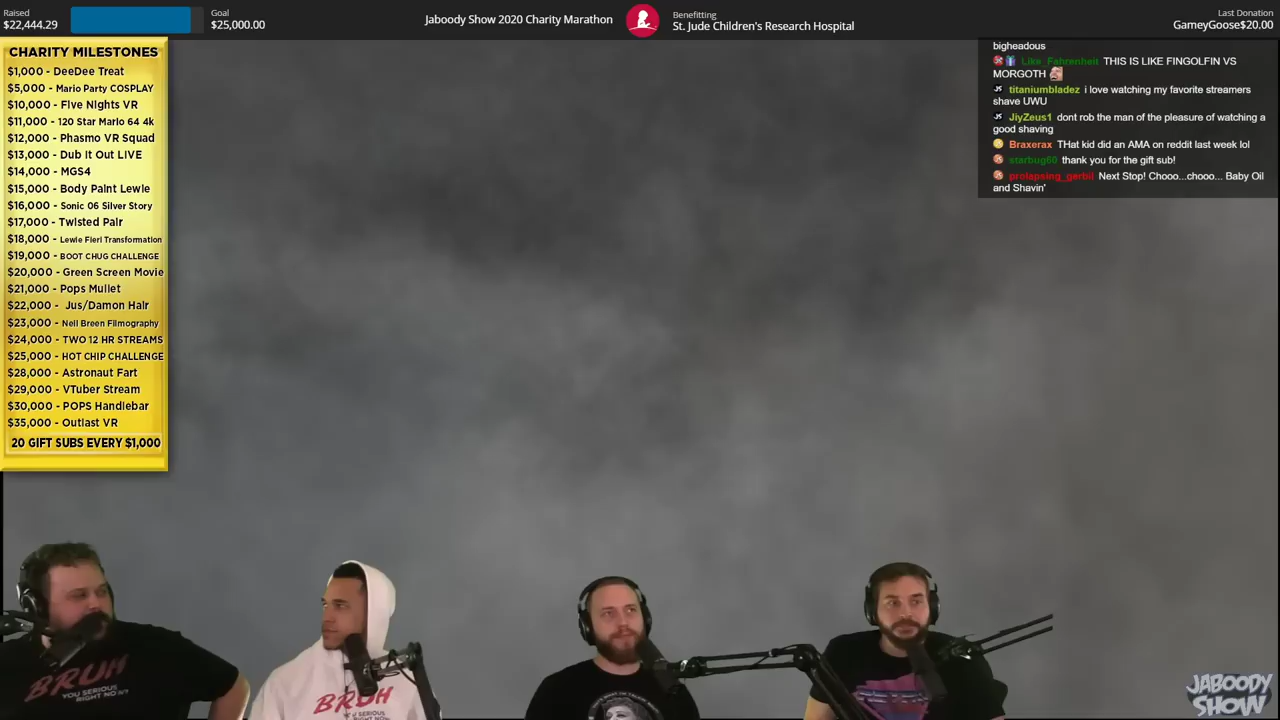 Raised
$22,444.29
Goal
$25,000.00
Jaboody Show 2020 Charity Marathon
Benefitting
St. Jude Children's Research Hospital
Last Donation
GameyGoose$20.00
CHARITY MILESTONES
$1,000 - DeeDee Treat
$5,000 - Mario Party COSPLAY
$10,000 - Five Nights VR
$11,000 - 120 Star Mario 64 4k
$12,000 - Phasmo VR Squad
$13,000 - Dub It Out LIVE
$14,000 - MGS4
$15,000 - Body Paint Lewie
$16,000 - Sonic 06 Silver Story
$17,000 - Twisted Pair
$18,000 - Lewie Fieri Transformation
$19,000 - BOOT CHUG CHALLENGE
$20,000 - Green Screen Movie
$21,000 - Pops Mullet
$22,000 - Jus/Damon Hair
$23,000 - Neil Breen Filmography
$24,000 - TWO 12 HR STREAMS
$25,000 - HOT CHIP CHALLENGE
$28,000 - Astronaut Fart
$29,000 - VTuber Stream
$30,000 - POPS Handlebar
$35,000 - Outlast VR
20 GIFT SUBS EVERY $1,000
bigheadous
Like_Fahrenheit THIS IS LIKE FINGOLFIN VS
MORGOTH
titaniumbladez i love watching my favorite streamers
shave UWU
JiyZeus1 dont rob the man of the pleasure of watching a
good shaving
Braxerax THat kid did an AMA on reddit last week lol
starbug60 thank you for the gift sub!
prolapsing_gerbil Next Stop! Chooo...chooo... Baby Oil
and Shavin'
BRUH
YOU SERIOUS
RIGHT NOW?
BRUH
YOU SERIOUS
RIGHT NOW?
JABOODY
SHOW